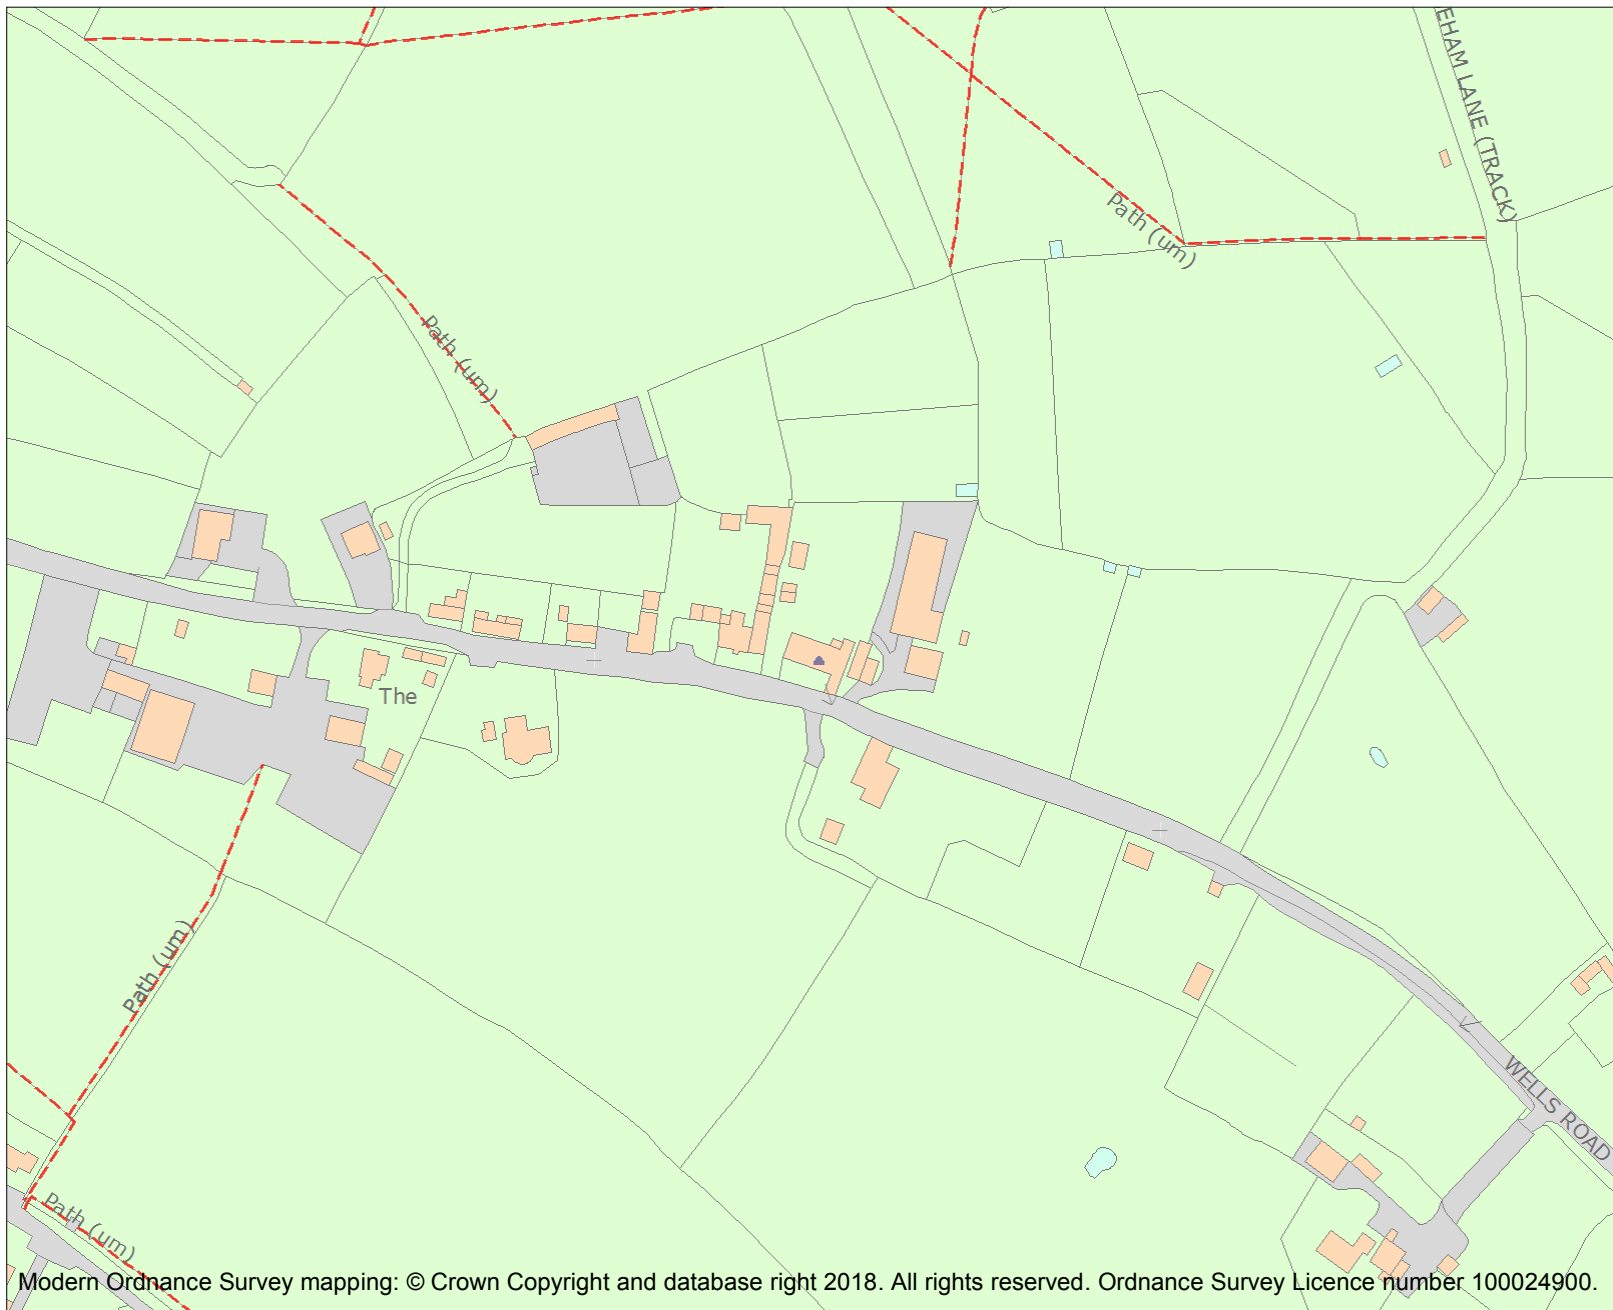 EHAM LANE (TRACK)
Path (um)
Path (um)
The
Path (um)
WELLS ROAD
Path (um)
Modern Ordnance Survey mapping: © Crown Copyright and database right 2018. All rights reserved. Ordnance Survey Licence number 100024900.